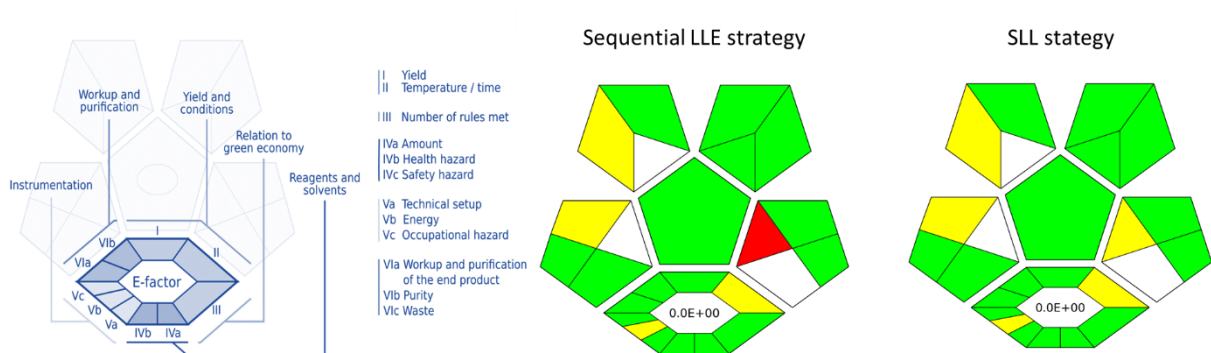 Workup and
purification
Yield and
conditions
Relation to
green economy
Instrumentation
Reagents and
solvents
VIb
I
II
VIa
E-factor
Vc
III
Vb
Va
IVb
IVa
I Yield
II Temperature / time
III Number of rules met
IVa Amount
IVb Health hazard
IVc Safety hazard
Va Technical setup
Vb Energy
Vc Occupational hazard
VIa Workup and purification
of the end product
VIb Purity
VIc Waste
Sequential LLE strategy
0.0E+00
SLL stategy
0.0E+00